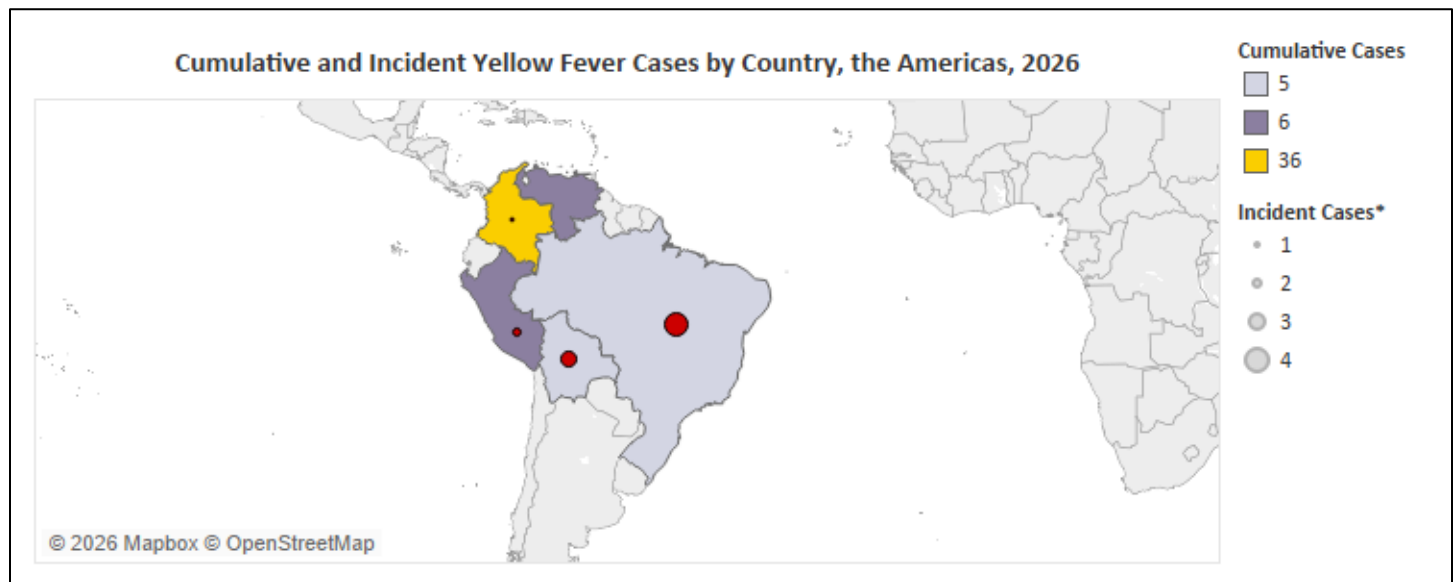 Cumulative and Incident Yellow Fever Cases by Country, the Americas, 2026
Cumulative Cases
5
6
36
Incident Cases*
1
2
3
4
© 2026 Mapbox © OpenStreetMap